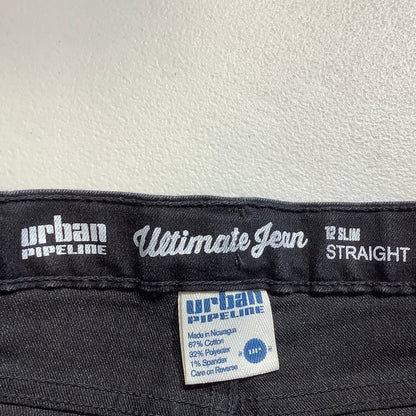 urban
PIPELINE
Ultimate Jean
12 SLIM
STRAIGHT
urban
PIPELINE
Made in Nicaragua
67% Cotton
32% Polyester
1% Spandex
Care on Reverse